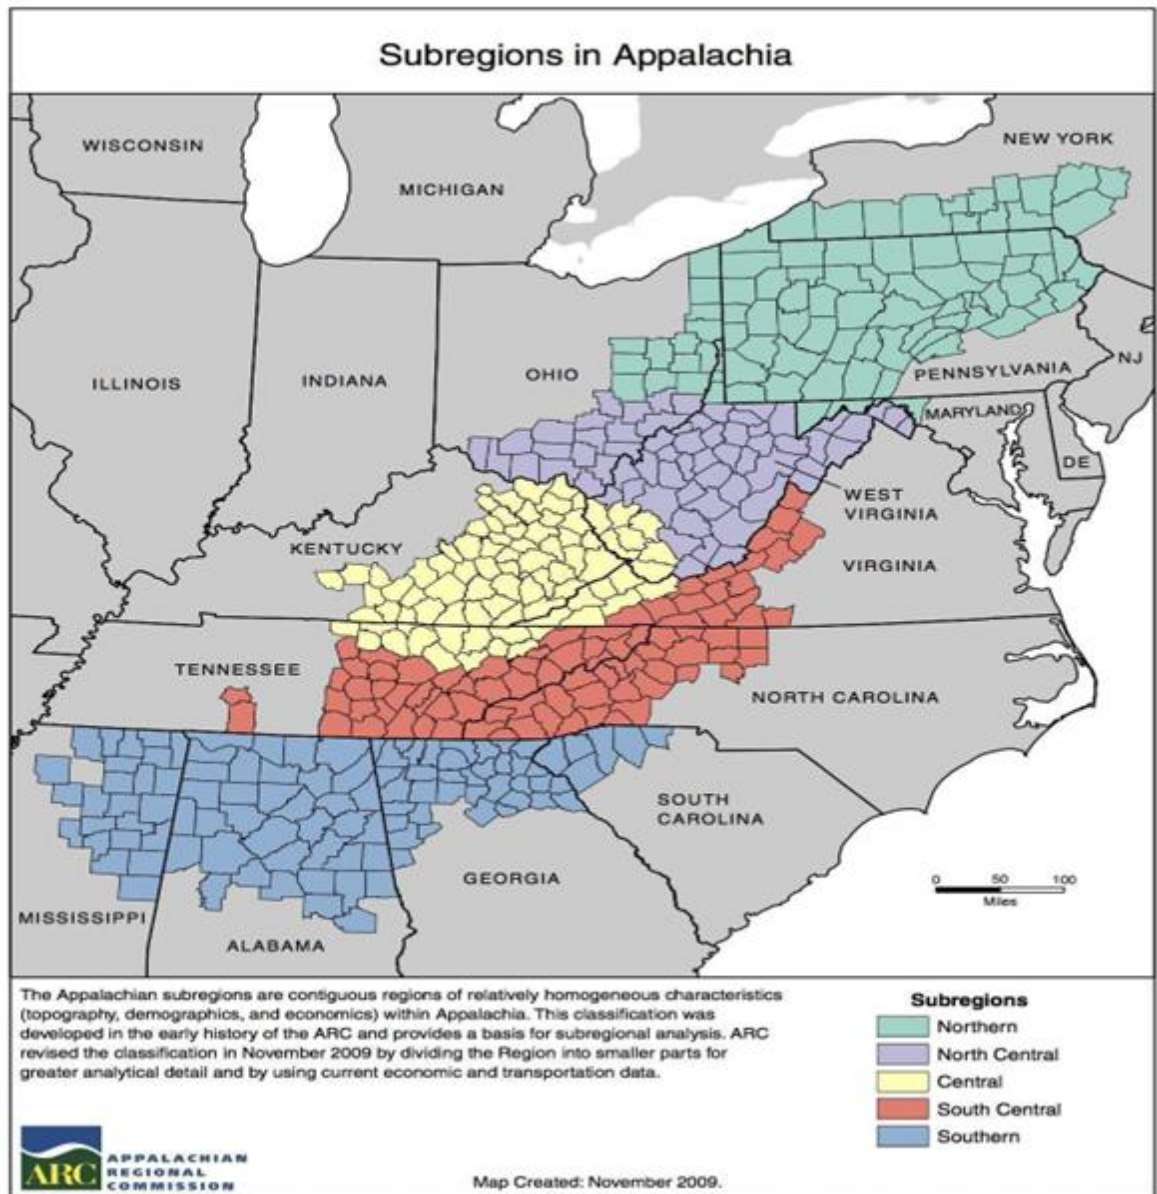 Subregions in Appalachia
WISCONSIN
NEW YORK
MICHIGAN
ILLINOIS
INDIANA
OHIO
PENNSYLVANIA
NJ
MARYLAND
DE
WEST
VIRGINIA
KENTUCKY
VIRGINIA
TENNESSEE
NORTH CAROLINA
SOUTH
CAROLINA
GEORGIA
0 50 100
Miles
MISSISSIPPI
ALABAMA
The Appalachian subregions are contiguous regions of relatively homogeneous characteristics
(topography, demographics, and economics) within Appalachia. This classification was
developed in the early history of the ARC and provides a basis for subregional analysis. ARC
revised the classification in November 2009 by dividing the Region into smaller parts for
greater analytical detail and by using current economic and transportation data.
Subregions
Northern
North Central
Central
South Central
Southern
ARC
APPALACHIAN
REGIONAL
COMMISSION
Map Created: November 2009.